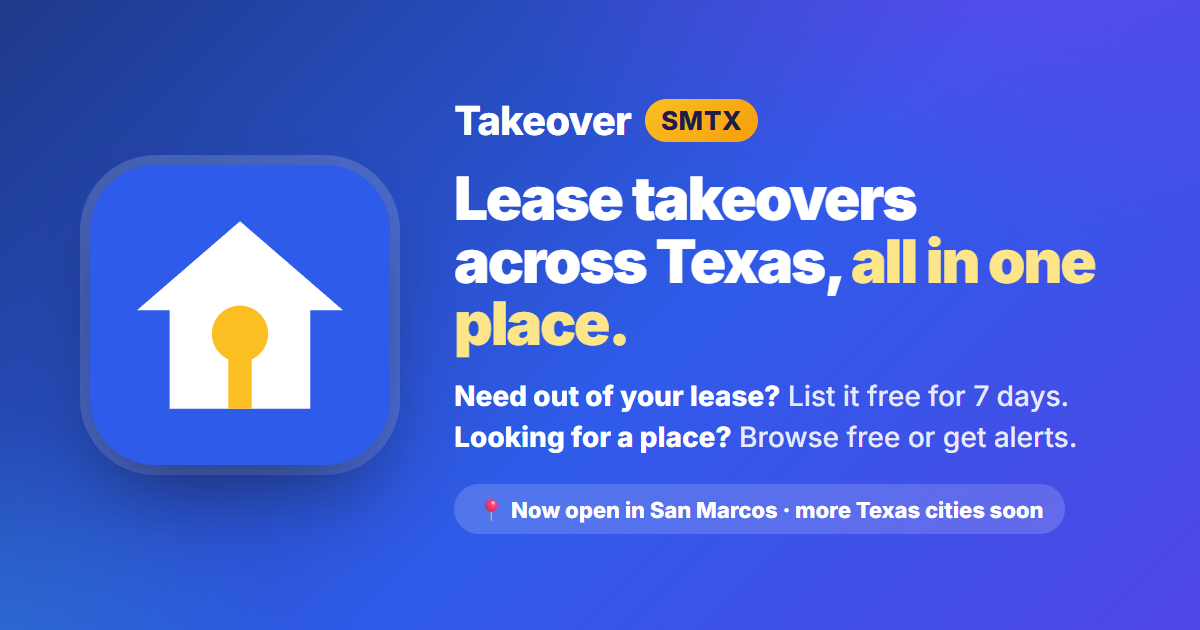 Takeover SMTX
Lease takeovers
across Texas, all in one
place.
Need out of your lease? List it free for 7 days.
Looking for a place? Browse free or get alerts.
📍 Now open in San Marcos · more Texas cities soon